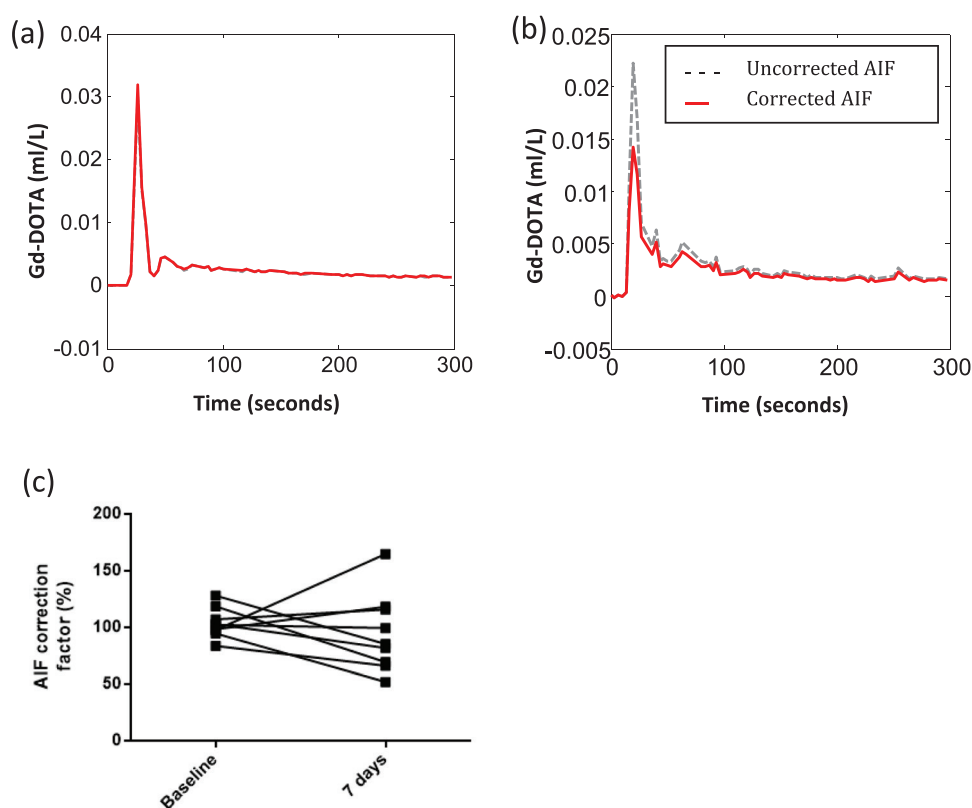 (a)
0.04
0.03
0.02
0.01
0
-0.01
Gd-DOTA (ml/L)
0
100
200
300
Time (seconds)
(b)
0.025
0.02
0.015
0.01
0.005
0
-0.005
Gd-DOTA (ml/L)
Uncorrected AIF
Corrected AIF
0
100
200
300
Time (seconds)
(c)
200
150
100
50
0
AIF correction
factor (%)
Baseline
7 days